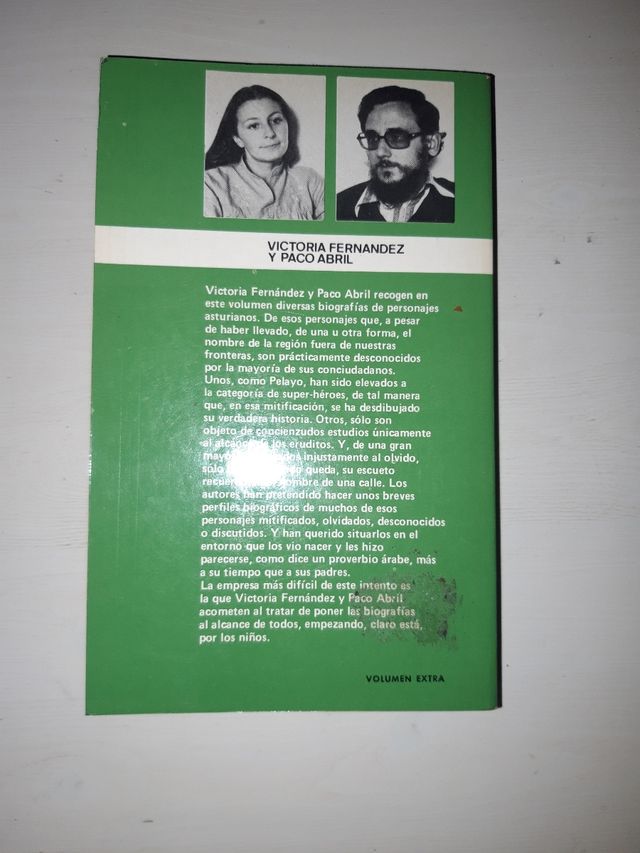 VICTORIA FERNANDEZ
Y PACO ABRIL
Victoria Fernández y Paco Abril recogen en
este volumen diversas biografías de personajes
asturianos. De esos personajes que, a pesar
de haber llevado, de una u otra forma, el
nombre de la región fuera de nuestras
fronteras, son prácticamente desconocidos
por la mayoría de sus conciudadanos.
Unos, como Pelayo, han sido elevados a
la categoría de super-héroes, de tal manera
que, en esa mitificación, se ha desdibujado
su verdadera historia. Otros, sólo son
objeto de concienzudos estudios únicamente
al alcance de los eruditos. Y, de una gran
injustamente al olvido,
sólo queda, su escueto
nombre de una calle. Los
autores han pretendido hacer unos breves
perfiles biográficos de muchos de esos
personajes mitificados, olvidados, desconocidos
o discutidos. Y han querido situarlos en el
entorno que los vio nacer y les hizo
parecerse, como dice un proverbio árabe, más
a su tiempo que a sus padres.
La empresa más difícil de este intento es
la que Victoria Fernández y Paco Abril
acometen al tratar de poner las biografías
al alcance de todos, empezando, claro está,
por los niños.
VOLUMEN EXTRA